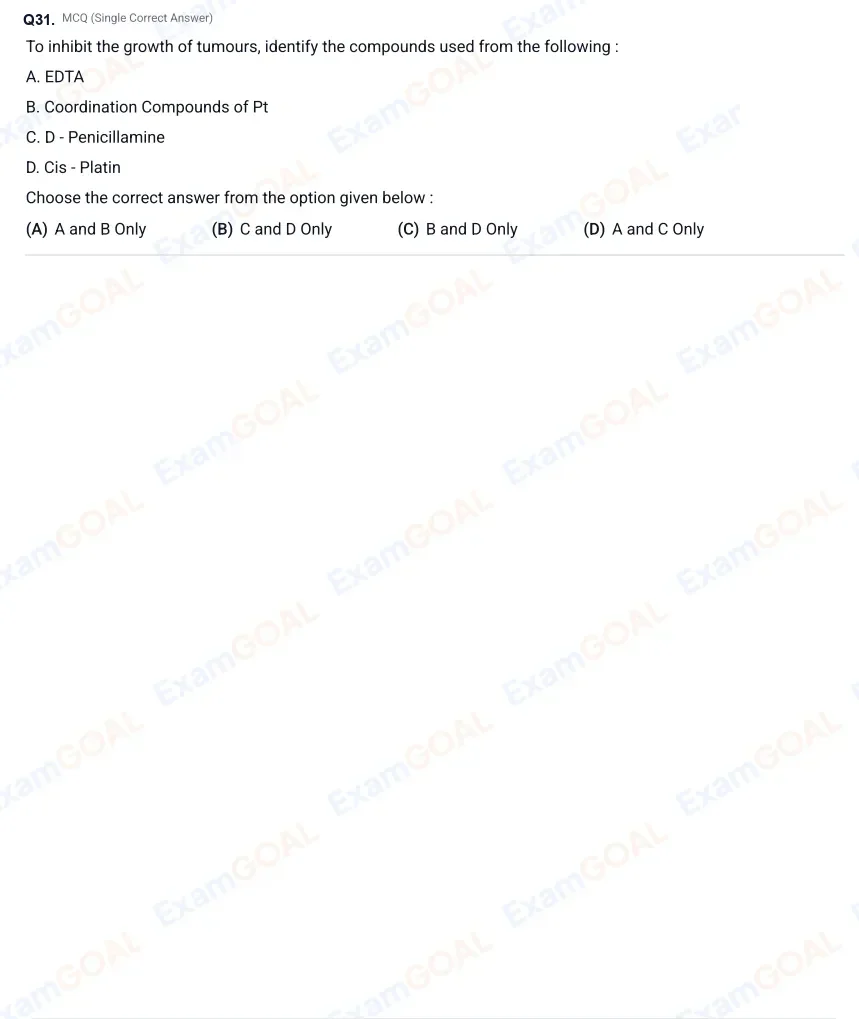 Q31. MCQ (Single Correct Answer)
To inhibit the growth of tumours, identify the compounds used from the following :
A. EDTA
B. Coordination Compounds of Pt
C. D - Penicillamine
D. Cis - Platin
Choose the correct answer from the option given below :
(A) A and B Only (B) C and D Only (C) B and D Only (D) A and C Only
ExamGOAL